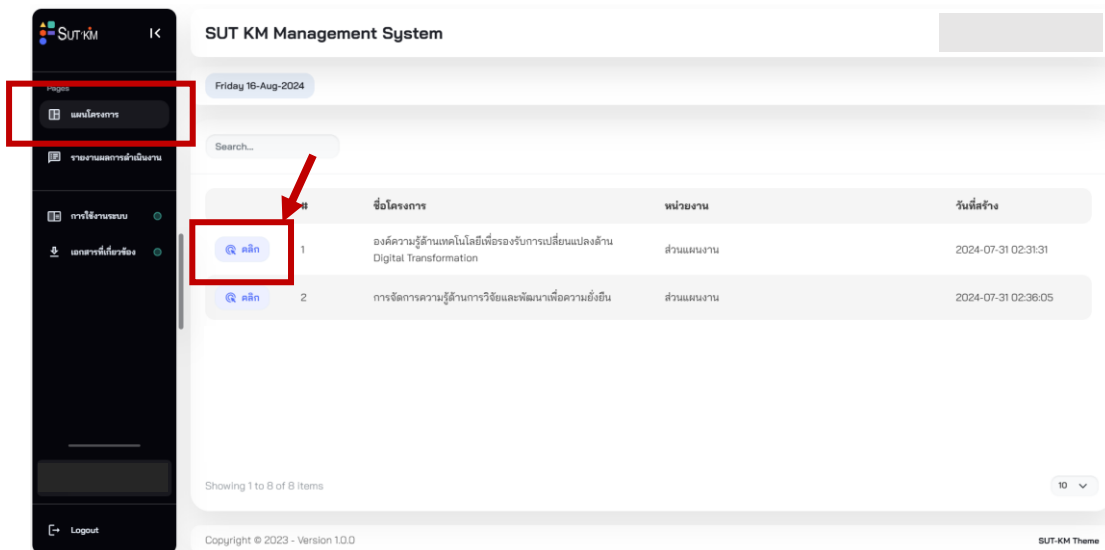 SUT KM
SUT KM Management System
Pages
แผนโครงการ
รายงานผลการดำเนินงาน
การใช้งานระบบ
เอกสารที่เกี่ยวข้อง
Logout
Friday 16-Aug-2024
Search...
# ชื่อโครงการ หน่วยงาน วันที่สร้าง
คลิก 1 องค์ความรู้ด้านเทคโนโลยีเพื่อรองรับการเปลี่ยนแปลงด้าน ส่วนแผนงาน 2024-07-31 02:31:31
Digital Transformation
คลิก 2 การจัดการความรู้ด้านการวิจัยและพัฒนาเพื่อความยั่งยืน ส่วนแผนงาน 2024-07-31 02:36:05
Showing 1 to 8 of 8 items
10
Copyright © 2023 - Version 1.0.0
SUT-KM Theme